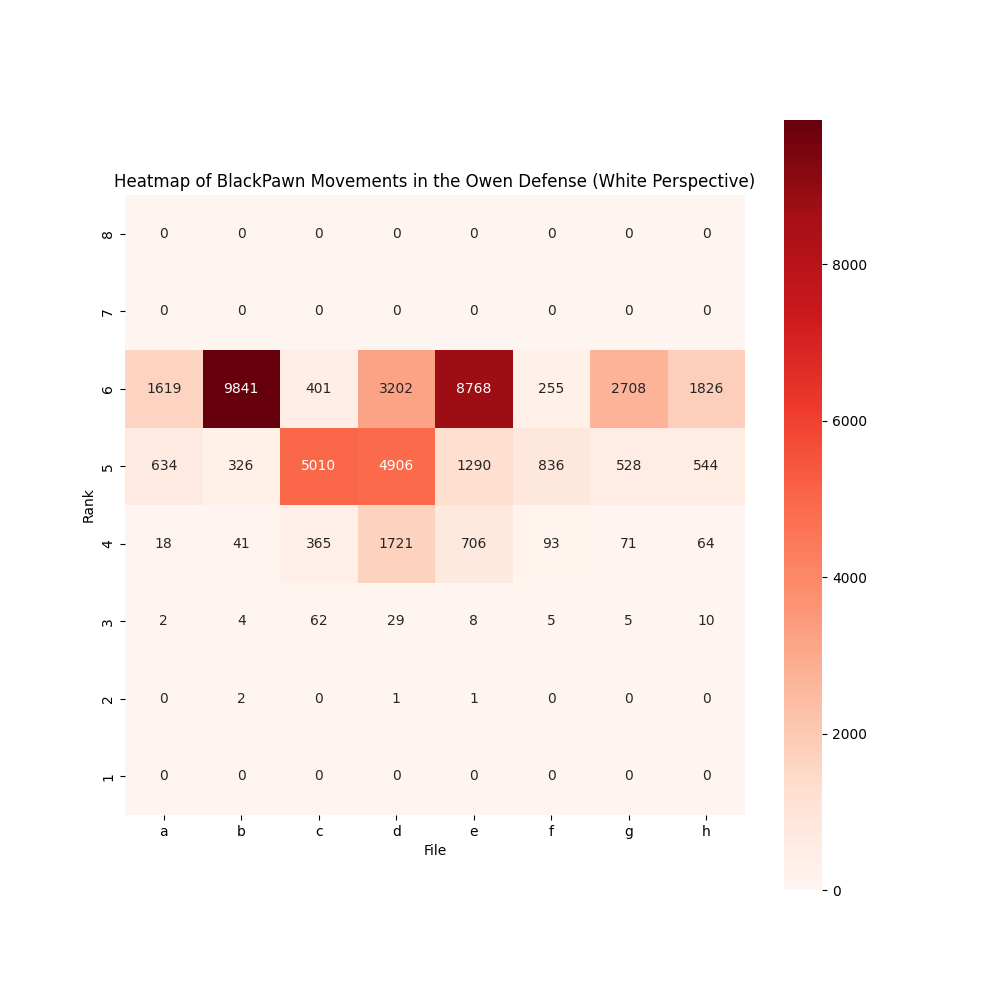 Heatmap of BlackPawn Movements in the Owen Defense (White Perspective)
8 0 0 0 0 0 0 0 0
7 0 0 0 0 0 0 0 0
6 1619 9841 401 3202 8768 255 2708 1826
5 634 326 5010 4906 1290 836 528 544
4 18 41 365 1721 706 93 71 64
3 2 4 62 29 8 5 5 10
2 0 2 0 1 1 0 0 0
1 0 0 0 0 0 0 0 0
a b c d e f g h
File
Rank
8000
6000
4000
2000
0